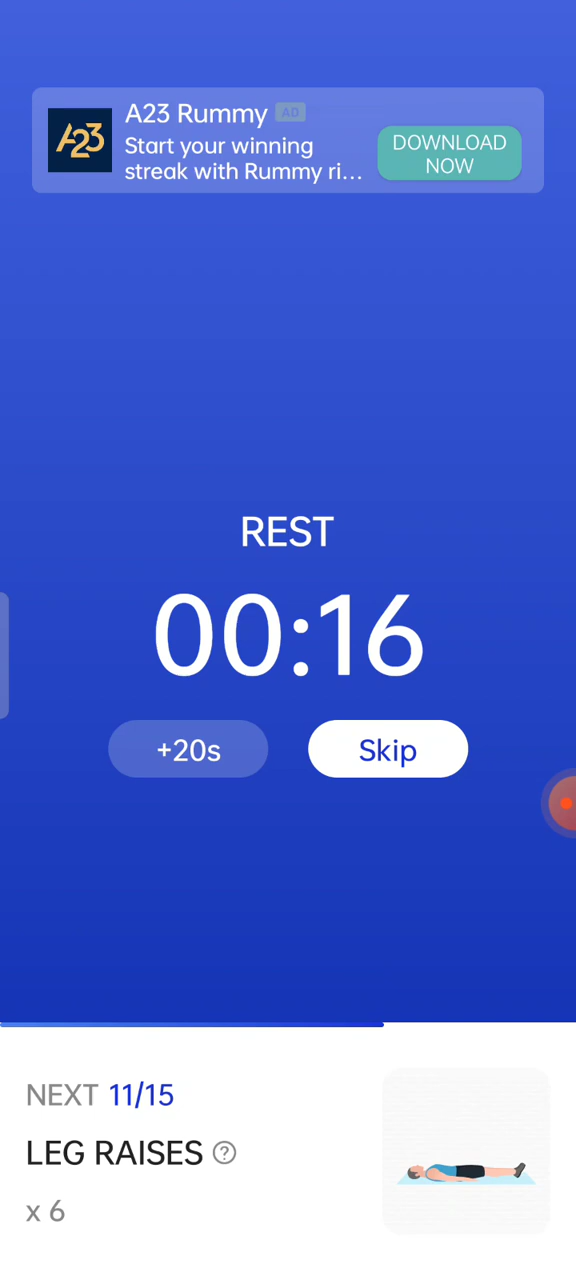 A23
A23 Rummy AD
Start your winning
streak with Rummy ri...
DOWNLOAD
NOW
REST
00:16
+20s
Skip
NEXT 11/15
LEG RAISES ?
x 6